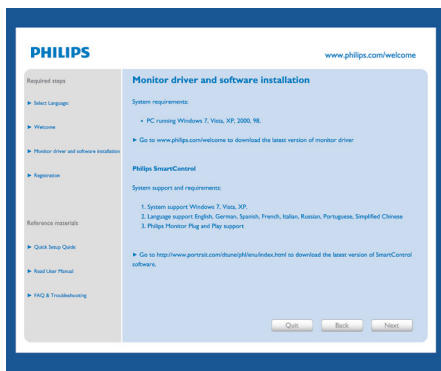 PHILIPS
www.philips.com/welcome
Required steps
► Select Language:
► Welcome
► Monitor driver and software installation
► Registration
Reference materials
► Quick Setup Quide
► Read User Manual
► FAQ & Troubleshooting
Monitor driver and software installation
System requirements:
• PC running Windows 7, Vista, XP, 2000, 98.
► Go to www.philips.com/welcome to download the latest version of monitor driver
Philips SmartControl
System support and requirements:
1. System support Windows 7, Vista, XP.
2. Language support English, German, Spanish, French, Italian, Russian, Portuguese, Simplified Chinese
3. Philips Monitor Plug and Play support
► Go to http://www.portrait.com/dtune/phl/enu/index.html to download the latest version of SmartControl
software.
Quit
Back
Next